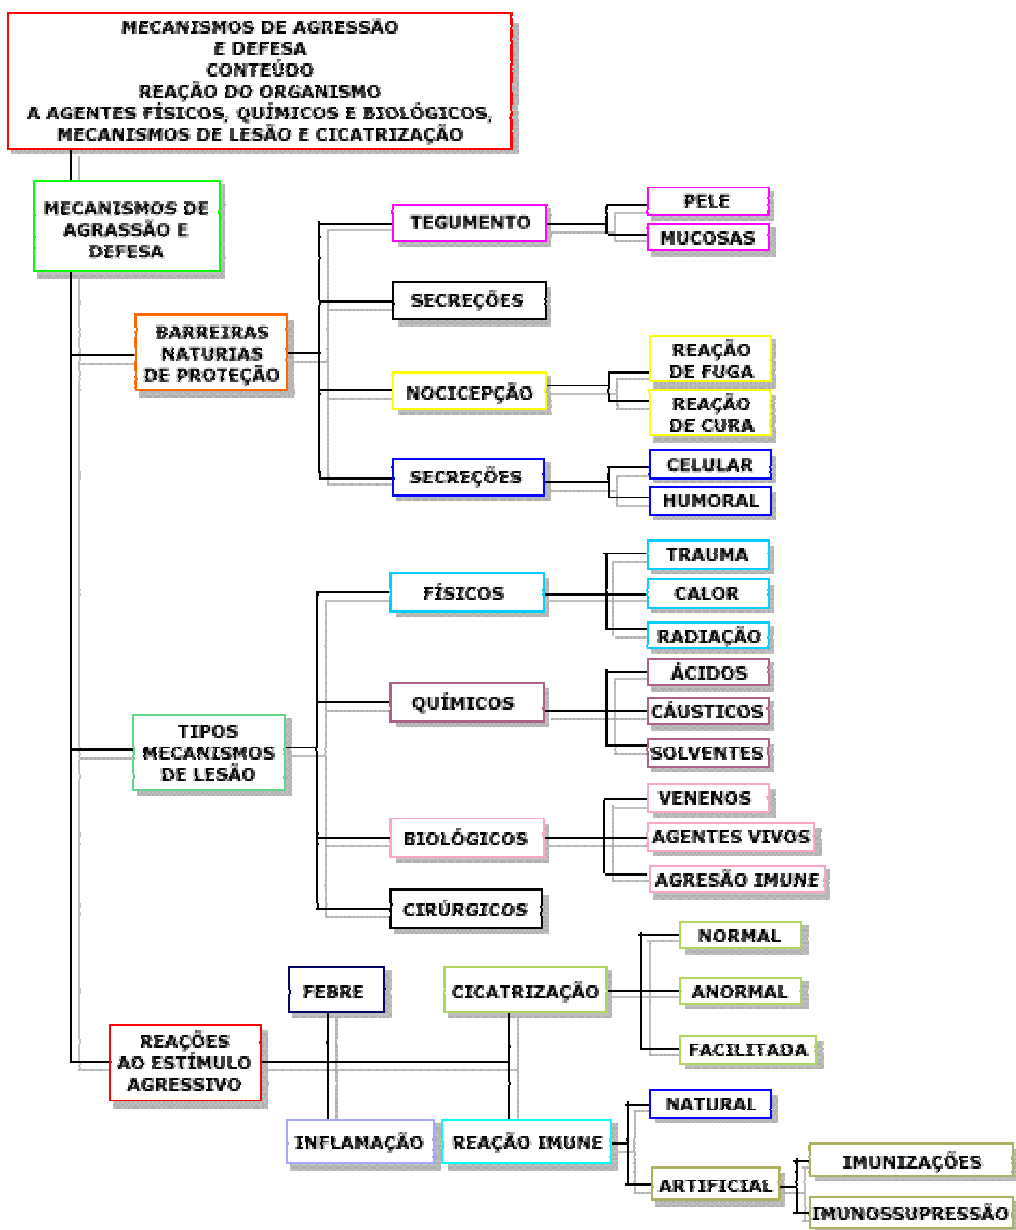 MECANISMOS DE AGRESSÃO
E DEFESA
CONTEÚDO
REAÇÃO DO ORGANISMO
A AGENTES FÍSICOS, QUÍMICOS E BIOLÓGICOS,
MECANISMOS DE LESÃO E CICATRIZAÇÃO
MECANISMOS DE
AGRASSÃO E
DEFESA
BARREIRAS
NATURIAS
DE PROTEÇÃO
TEGUMENTO
PELE
MUCOSAS
SECREÇÕES
NOCICEPÇÃO
REAÇÃO
DE FUGA
REAÇÃO
DE CURA
SECREÇÕES
CELULAR
HUMORAL
TIPOS
MECANISMOS
DE LESÃO
FÍSICOS
TRAUMA
CALOR
RADIAÇÃO
QUÍMICOS
ÁCIDOS
CÁUSTICOS
SOLVENTES
BIOLÓGICOS
VENENOS
AGENTES VIVOS
AGRESÃO IMUNE
CIRÚRGICOS
REAÇÕES
AO ESTÍMULO
AGRESSIVO
FEBRE
INFLAMAÇÃO
CICATRIZAÇÃO
NORMAL
ANORMAL
FACILITADA
REAÇÃO IMUNE
NATURAL
ARTIFICIAL
IMUNIZAÇÕES
IMUNOSSUPRESSÃO